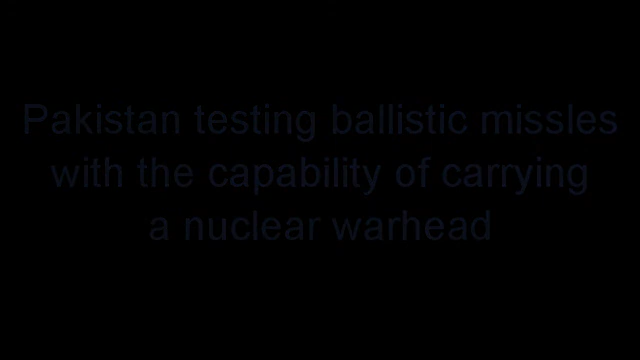 Pakistan testing ballistic missles
with the capability of carrying
a nuclear warhead